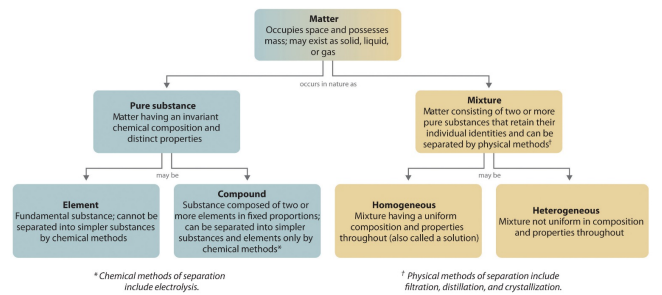 Matter
Occupies space and possesses
mass; may exist as solid, liquid,
or gas
occurs in nature as
Pure substance
Matter having an invariant
chemical composition and
distinct properties
Mixture
Matter consisting of two or more
pure substances that retain their
individual identities and can be
separated by physical methods†
may be
may be
Element
Fundamental substance; cannot be
separated into simpler substances
by chemical methods
Compound
Substance composed of two or
more elements in fixed proportions;
can be separated into simpler
substances and elements only by
chemical methods*
Homogeneous
Mixture having a uniform
composition and properties
throughout (also called a solution)
Heterogeneous
Mixture not uniform in composition
and properties throughout
* Chemical methods of separation
include electrolysis.
† Physical methods of separation include
filtration, distillation, and crystallization.